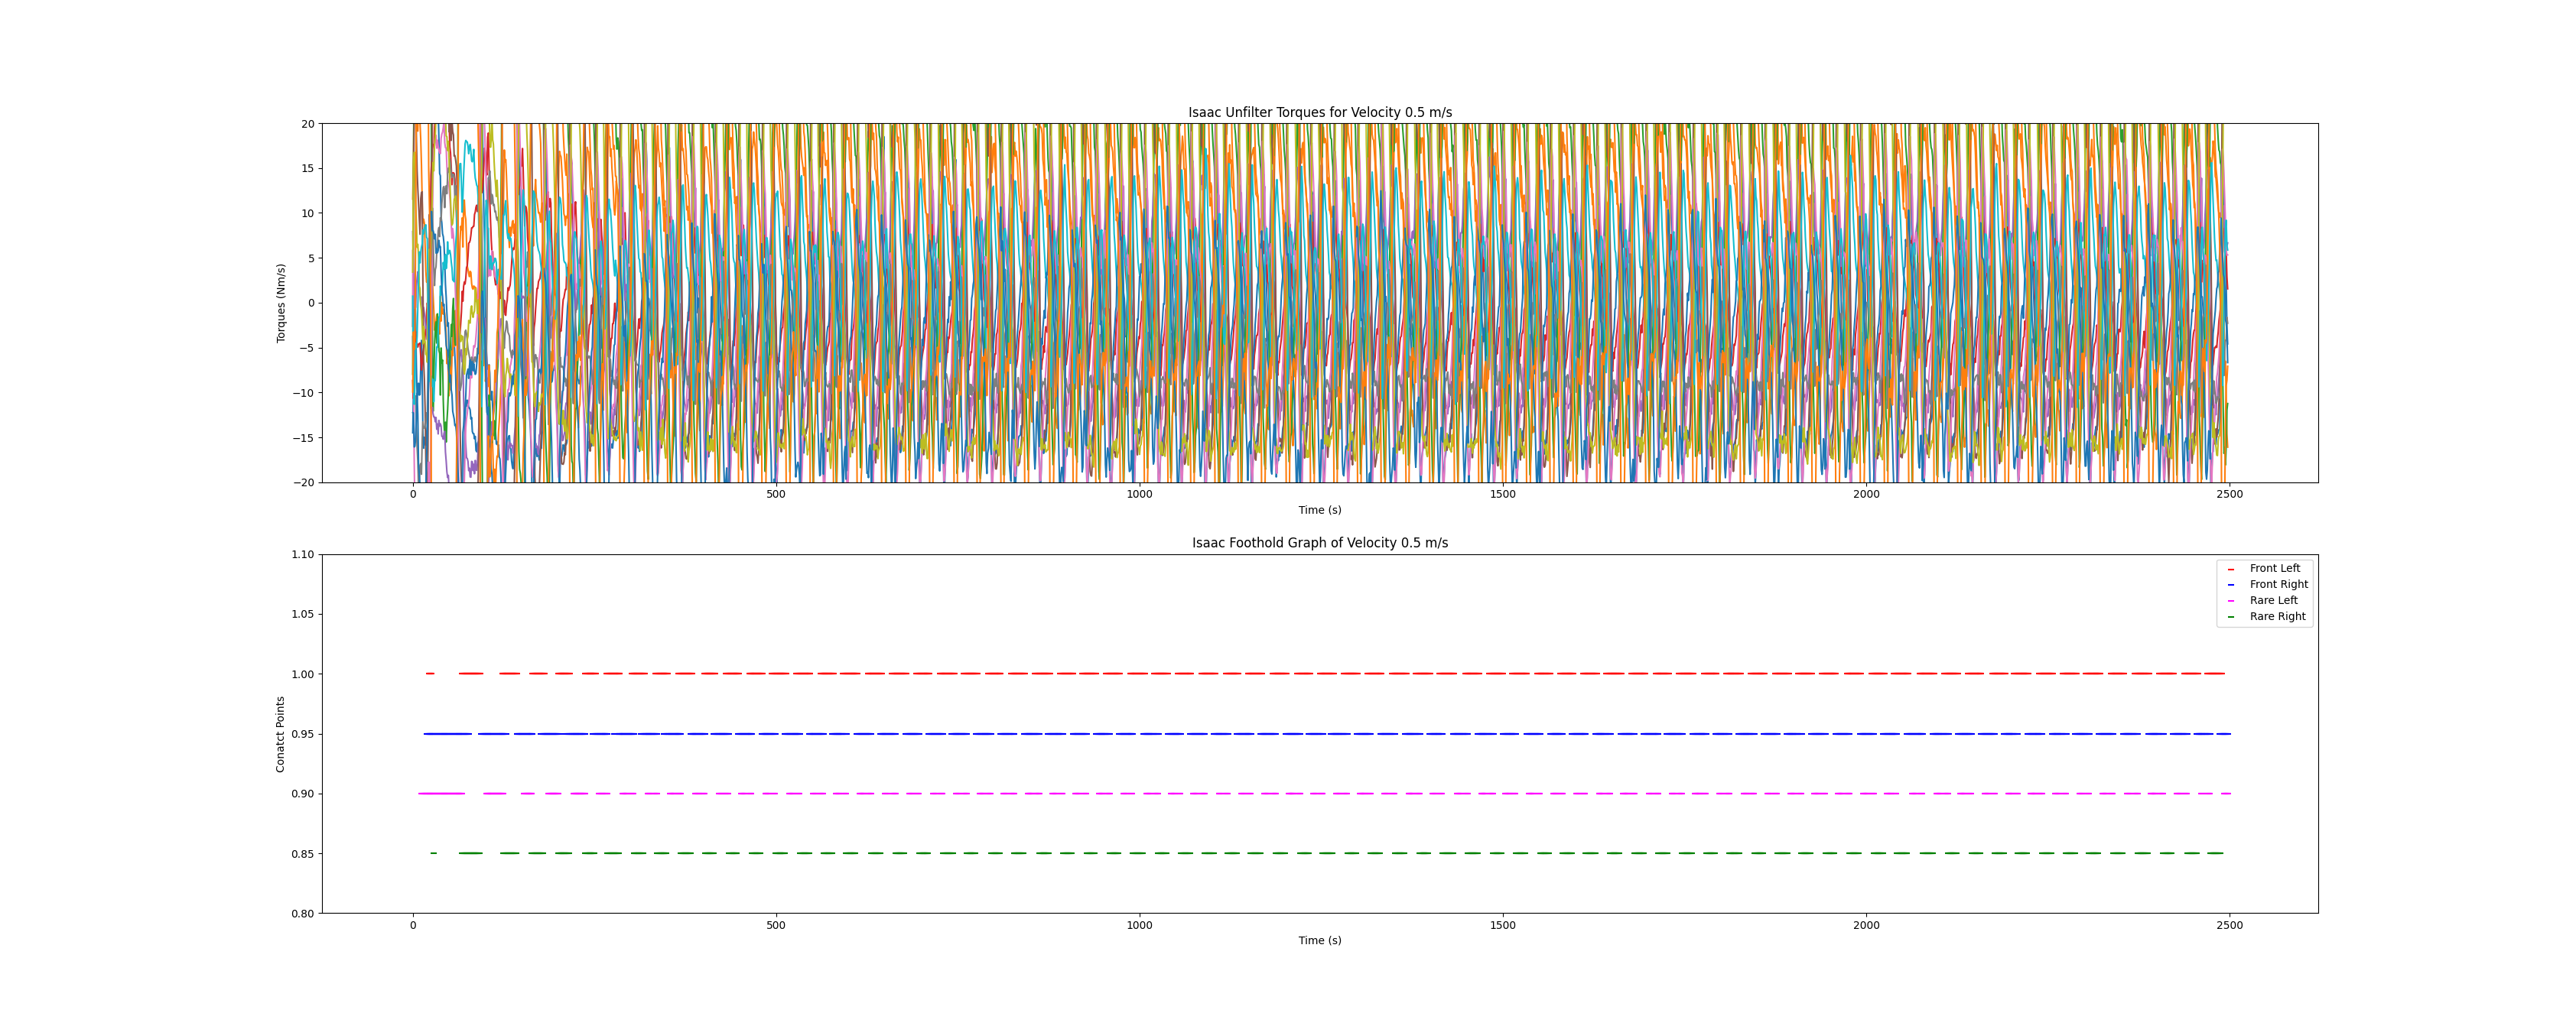 Isaac Unfilter Torques for Velocity 0.5 m/s
20
15
10
5
0
−5
−10
−15
−20
Torques (Nm/s)
0 500 1000 1500 2000 2500
Time (s)
Isaac Foothold Graph of Velocity 0.5 m/s
1.10
1.05
1.00
0.95
0.90
0.85
0.80
Conatct Points
Front Left
Front Right
Rare Left
Rare Right
0 500 1000 1500 2000 2500
Time (s)